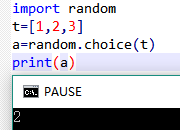 import random
t=[1,2,3]
a=random.choice(t)
print(a)
C:\. PAUSE
2